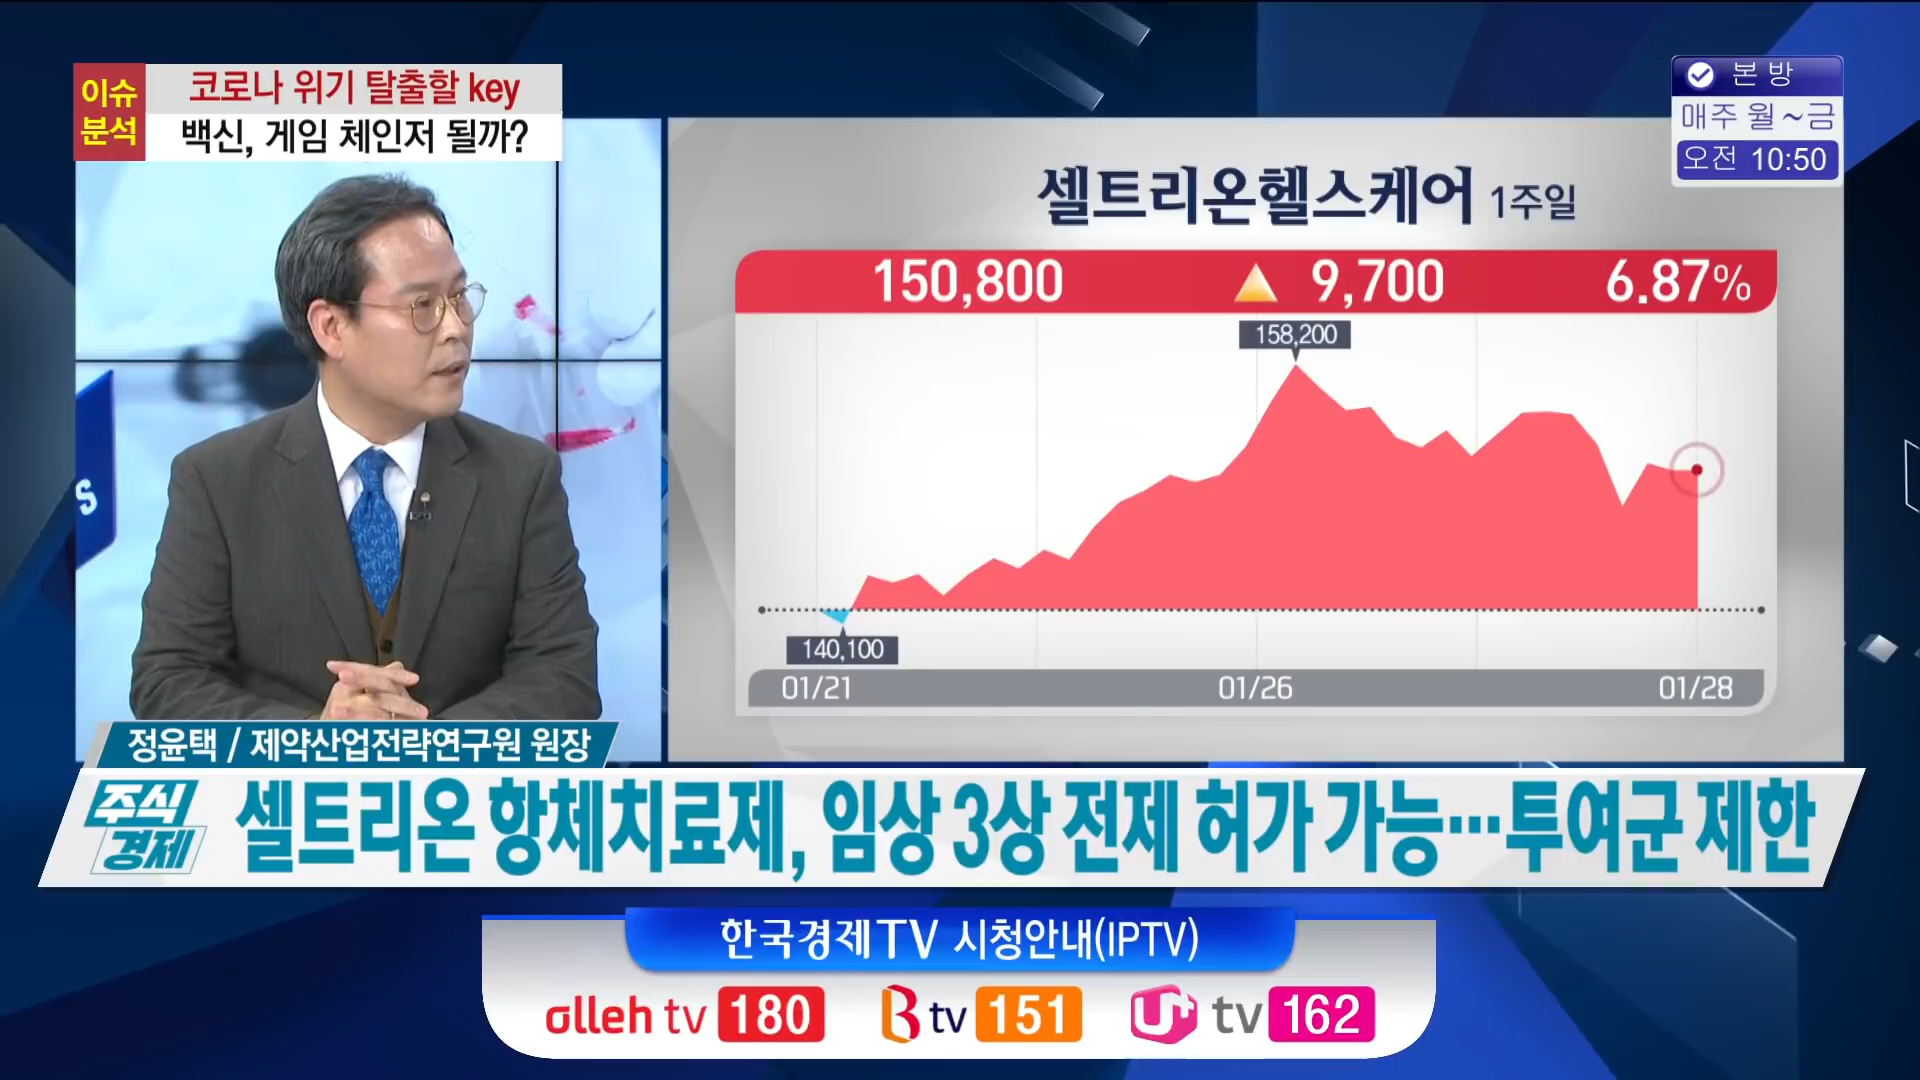 이슈
분석
코로나 위기 탈출할 key
백신, 게임 체인저 될까?
본 방
매주 월~금
오전 10:50
셀트리온헬스케어 1주일
150,800 ▲ 9,700 6.87%
158,200
140,100
01/21 01/26 01/28
S
정윤택 / 제약산업전략연구원 원장
주식
경제
셀트리온 항체치료제, 임상 3상 전제 허가 가능…투여군 제한
한국경제TV 시청안내(IPTV)
olleh tv 180 B tv 151 U+ tv 162